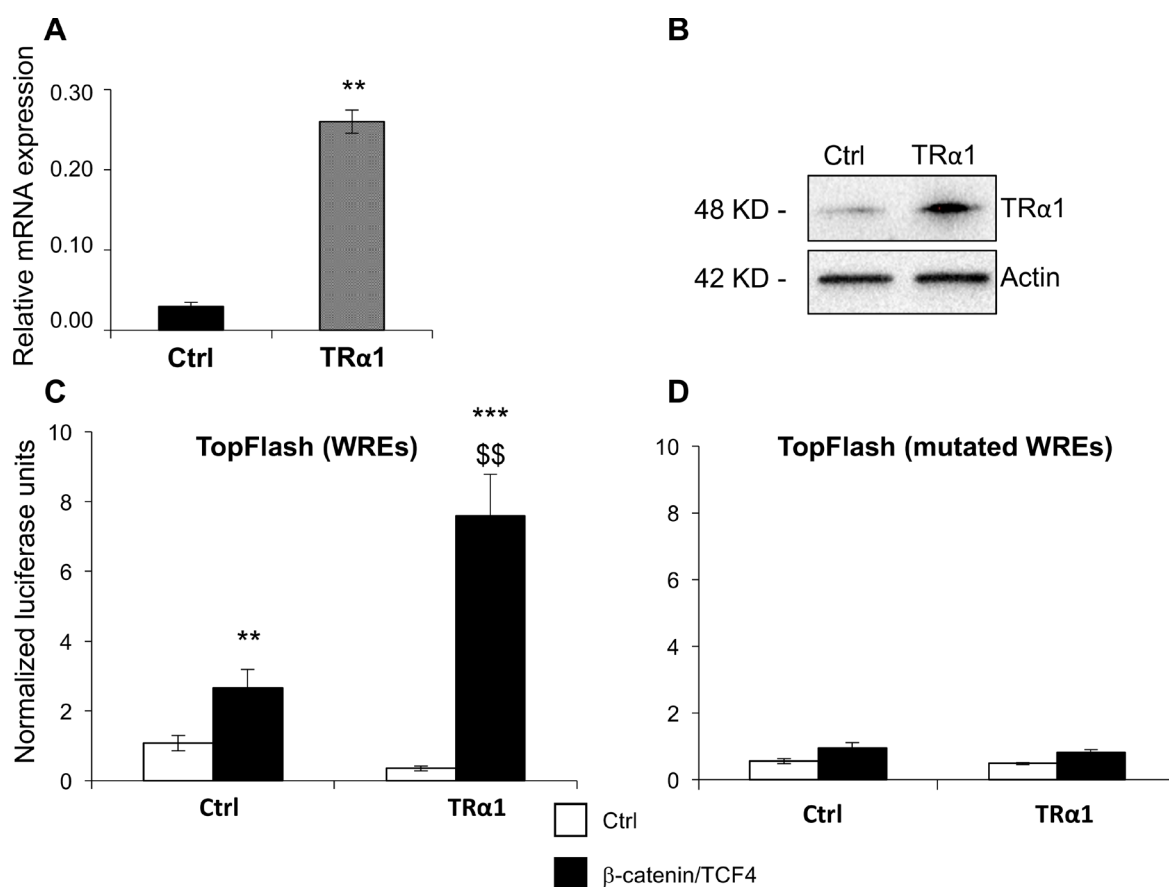 A
Relative mRNA expression
0.30
0.20
0.10
0.00
**
Ctrl
TRα1
B
Ctrl
TRα1
48 KD -
TRα1
42 KD -
Actin
C
Normalized luciferase units
10
8
6
4
2
0
TopFlash (WREs)
**
***
$$
Ctrl
TRα1
D
10
8
6
4
2
0
TopFlash (mutated WREs)
Ctrl
TRα1
Ctrl
β-catenin/TCF4